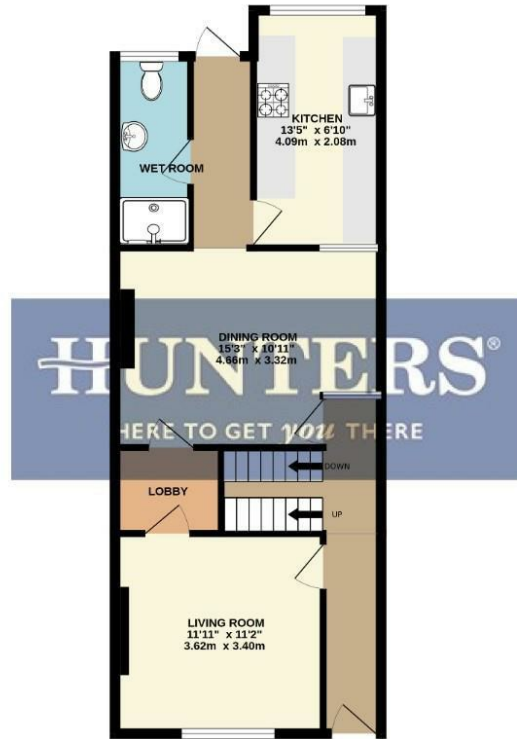 KITCHEN
13'5" x 6'10"
4.09m x 2.08m
WET ROOM
DINING ROOM
15'3" x 10'11"
4.66m x 3.32m
HUNTERS®
HERE TO GET you THERE
DOWN
LOBBY
UP
LIVING ROOM
11'11" x 11'2"
3.62m x 3.40m